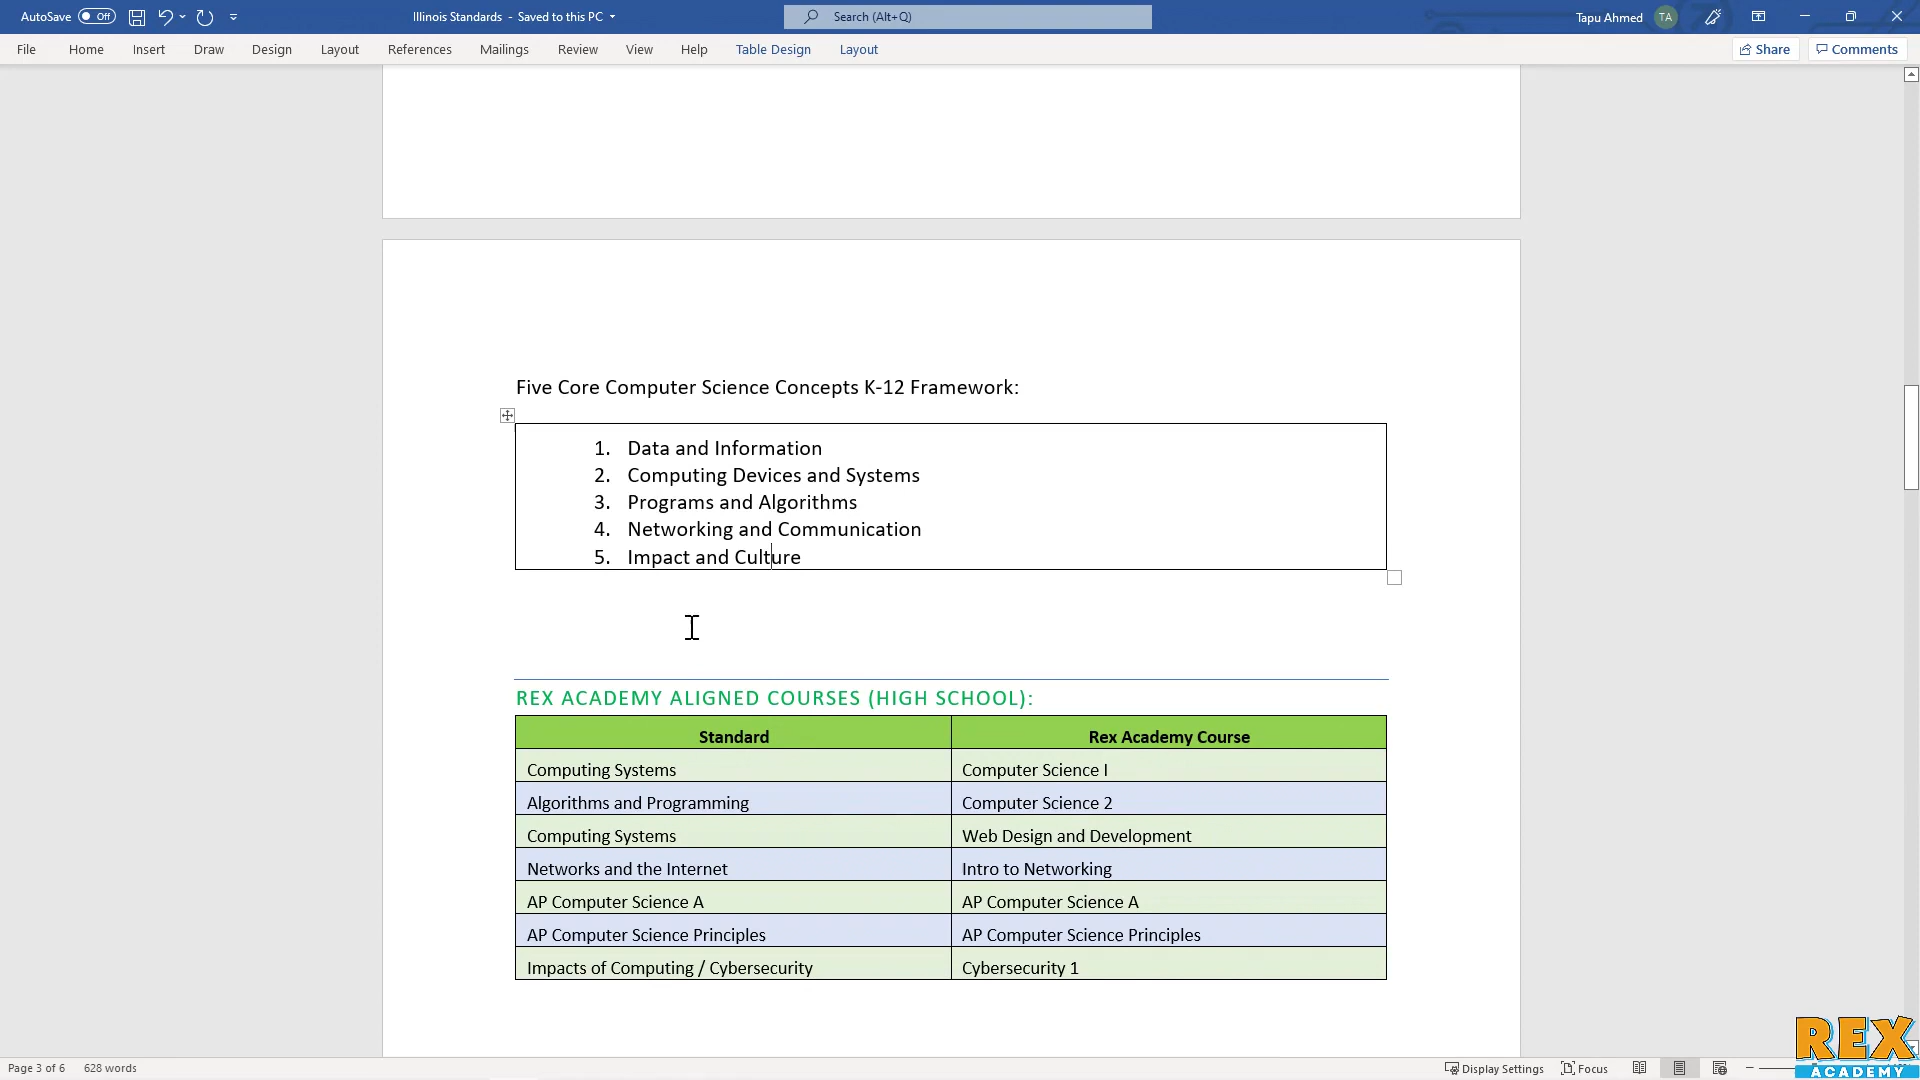 AutoSave Off Illinois Standards - Saved to this PC Search (Alt+Q) Tapu Ahmed TA
File Home Insert Draw Design Layout References Mailings Review View Help Table Design Layout Share Comments
Five Core Computer Science Concepts K-12 Framework:
1. Data and Information
2. Computing Devices and Systems
3. Programs and Algorithms
4. Networking and Communication
5. Impact and Culture
REX ACADEMY ALIGNED COURSES (HIGH SCHOOL):
Standard Rex Academy Course
Computing Systems Computer Science I
Algorithms and Programming Computer Science 2
Computing Systems Web Design and Development
Networks and the Internet Intro to Networking
AP Computer Science A AP Computer Science A
AP Computer Science Principles AP Computer Science Principles
Impacts of Computing / Cybersecurity Cybersecurity 1
REX
ACADEMY
Page 3 of 6 628 words Display Settings Focus